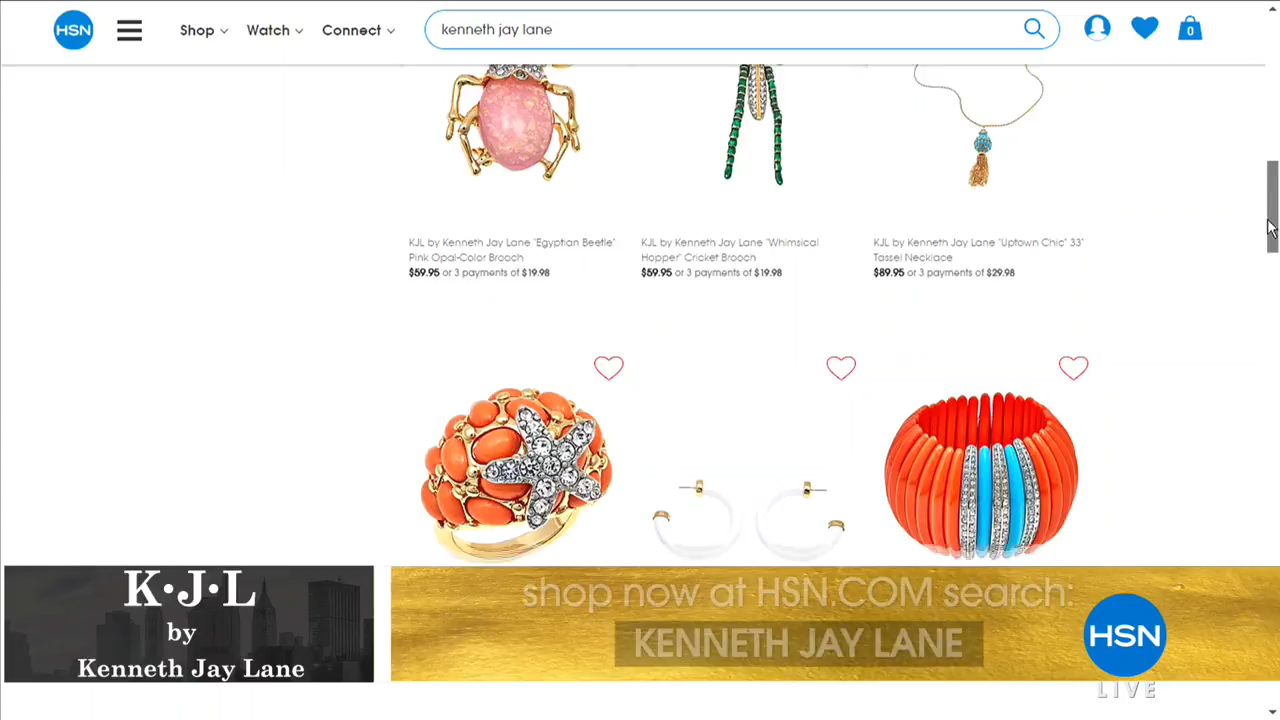 HSN
Shop
Watch
Connect
kenneth jay lane
0
KJL by Kenneth Jay Lane "Egyptian Beetle"
Pink Opal-Color Brooch
$59.95 or 3 payments of $19.98
KJL by Kenneth Jay Lane "Whimsical
Hopper" Cricket Brooch
$59.95 or 3 payments of $19.98
KJL by Kenneth Jay Lane "Uptown Chic" 33"
Tassel Necklace
$89.95 or 3 payments of $29.98
K•J•L
by
Kenneth Jay Lane
shop now at HSN.COM search:
KENNETH JAY LANE
HSN
LIVE